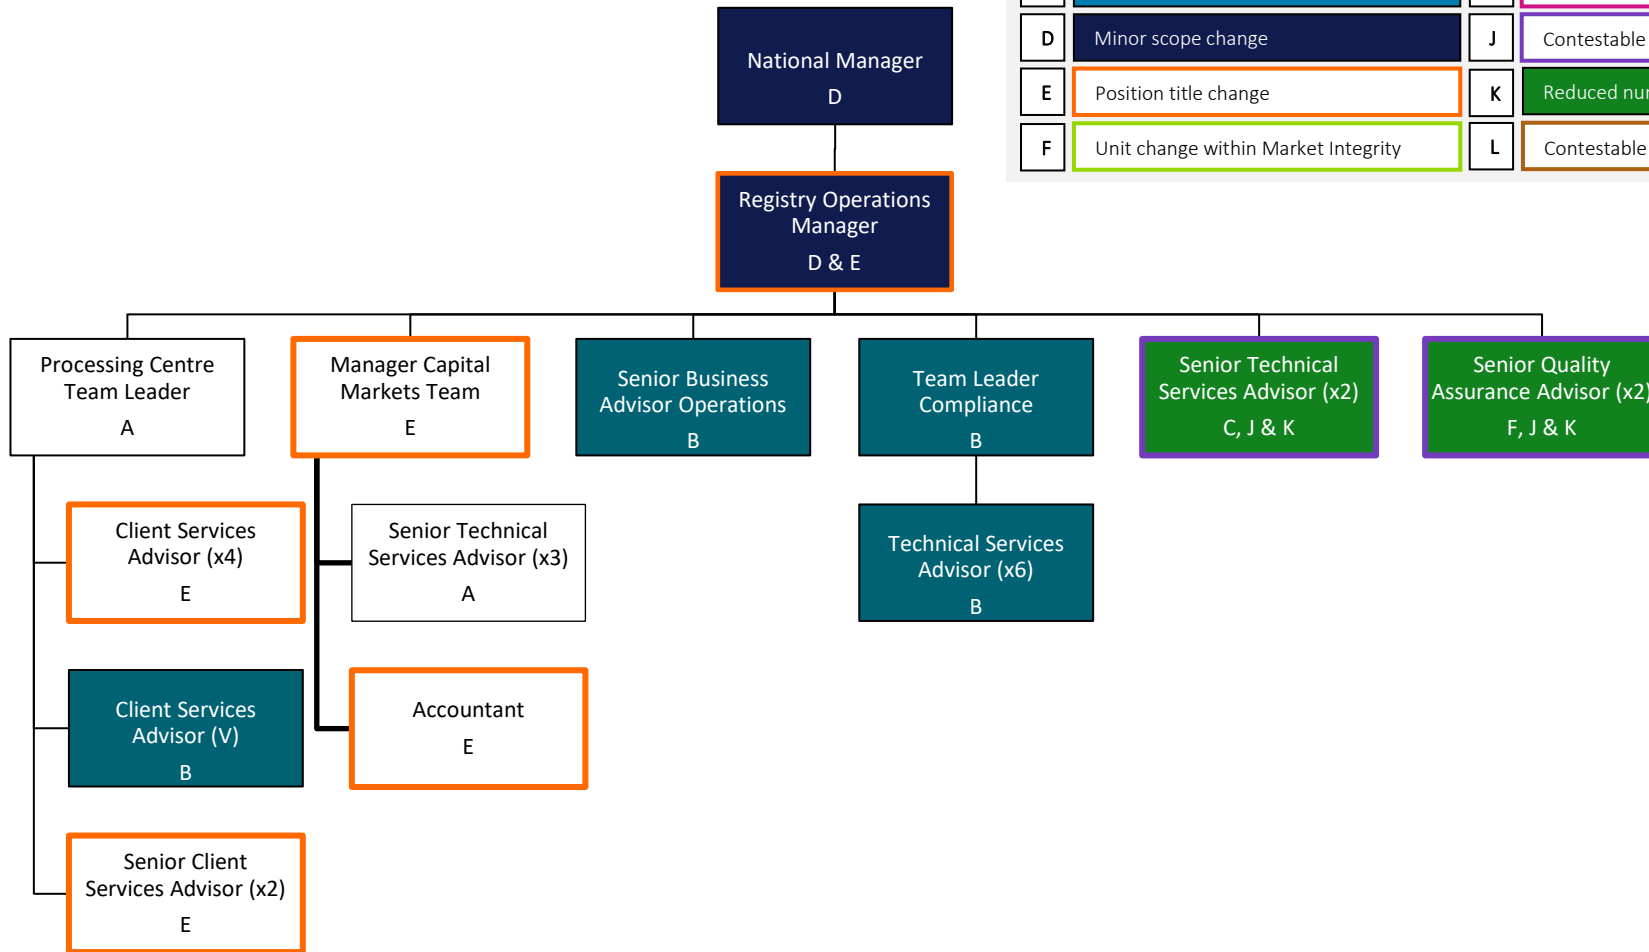 National Manager
D
D
Minor scope change
J
Contestable
E
Position title change
K
Reduced
F
Unit change within Market Integrity
L
Contestable
Registry Operations
Manager
D & E
Processing Centre
Team Leader
A
Manager Capital
Markets Team
E
Senior Business
Advisor Operations
B
Team Leader
Compliance
B
Senior Technical
Services Advisor (x2)
C, J & K
Senior Quality
Assurance Advisor (x2)
F, J & K
Client Services
Advisor (x4)
E
Senior Technical
Services Advisor (x3)
A
Technical Services
Advisor (x6)
B
Client Services
Advisor (V)
B
Accountant
E
Senior Client
Services Advisor (x2)
E